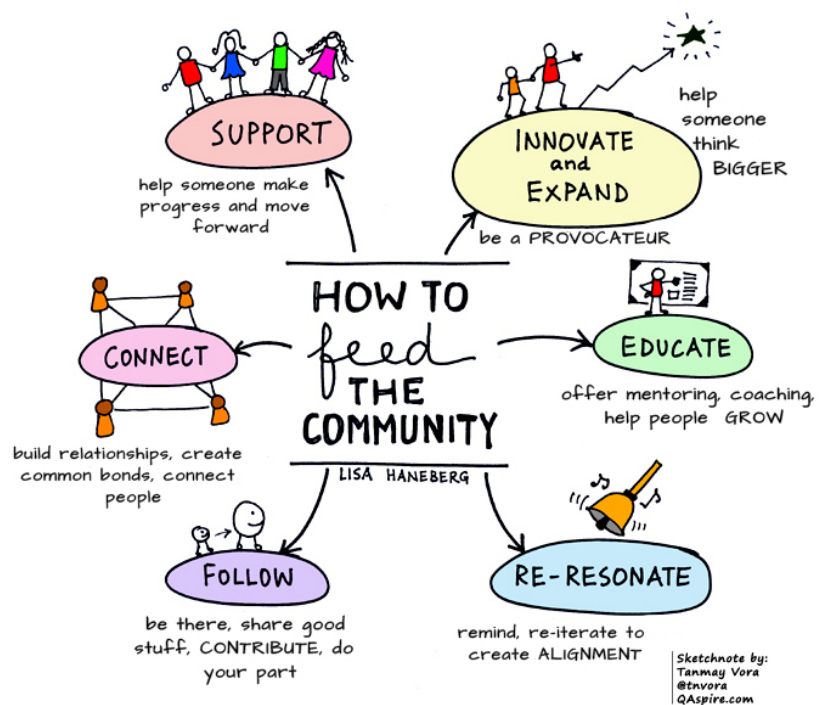 SUPPORT
help someone make
progress and move
forward
INNOVATE
and
EXPAND
be a PROVOCATEUR
help
someone
think
BIGGER
HOW TO
feed
THE
COMMUNITY
LISA HANEBERG
CONNECT
build relationships, create
common bonds, connect
people
EDUCATE
offer mentoring, coaching,
help people GROW
FOLLOW
be there, share good
stuff, CONTRIBUTE, do
your part
RE-RESONATE
remind, re-iterate to
create ALIGNMENT
Sketchnote by:
Tanmay Vora
@tnvora
QAspire.com